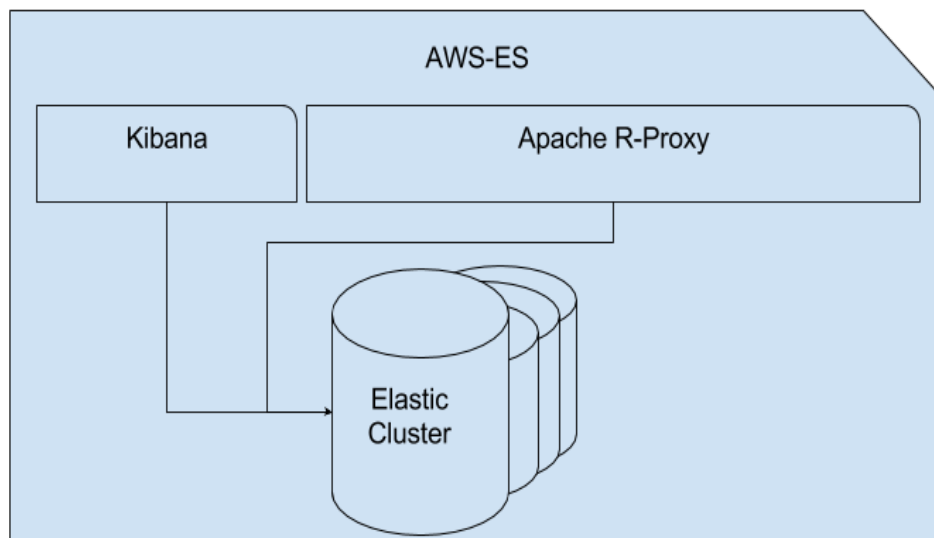 AWS-ES
Kibana
Apache R-Proxy
Elastic
Cluster